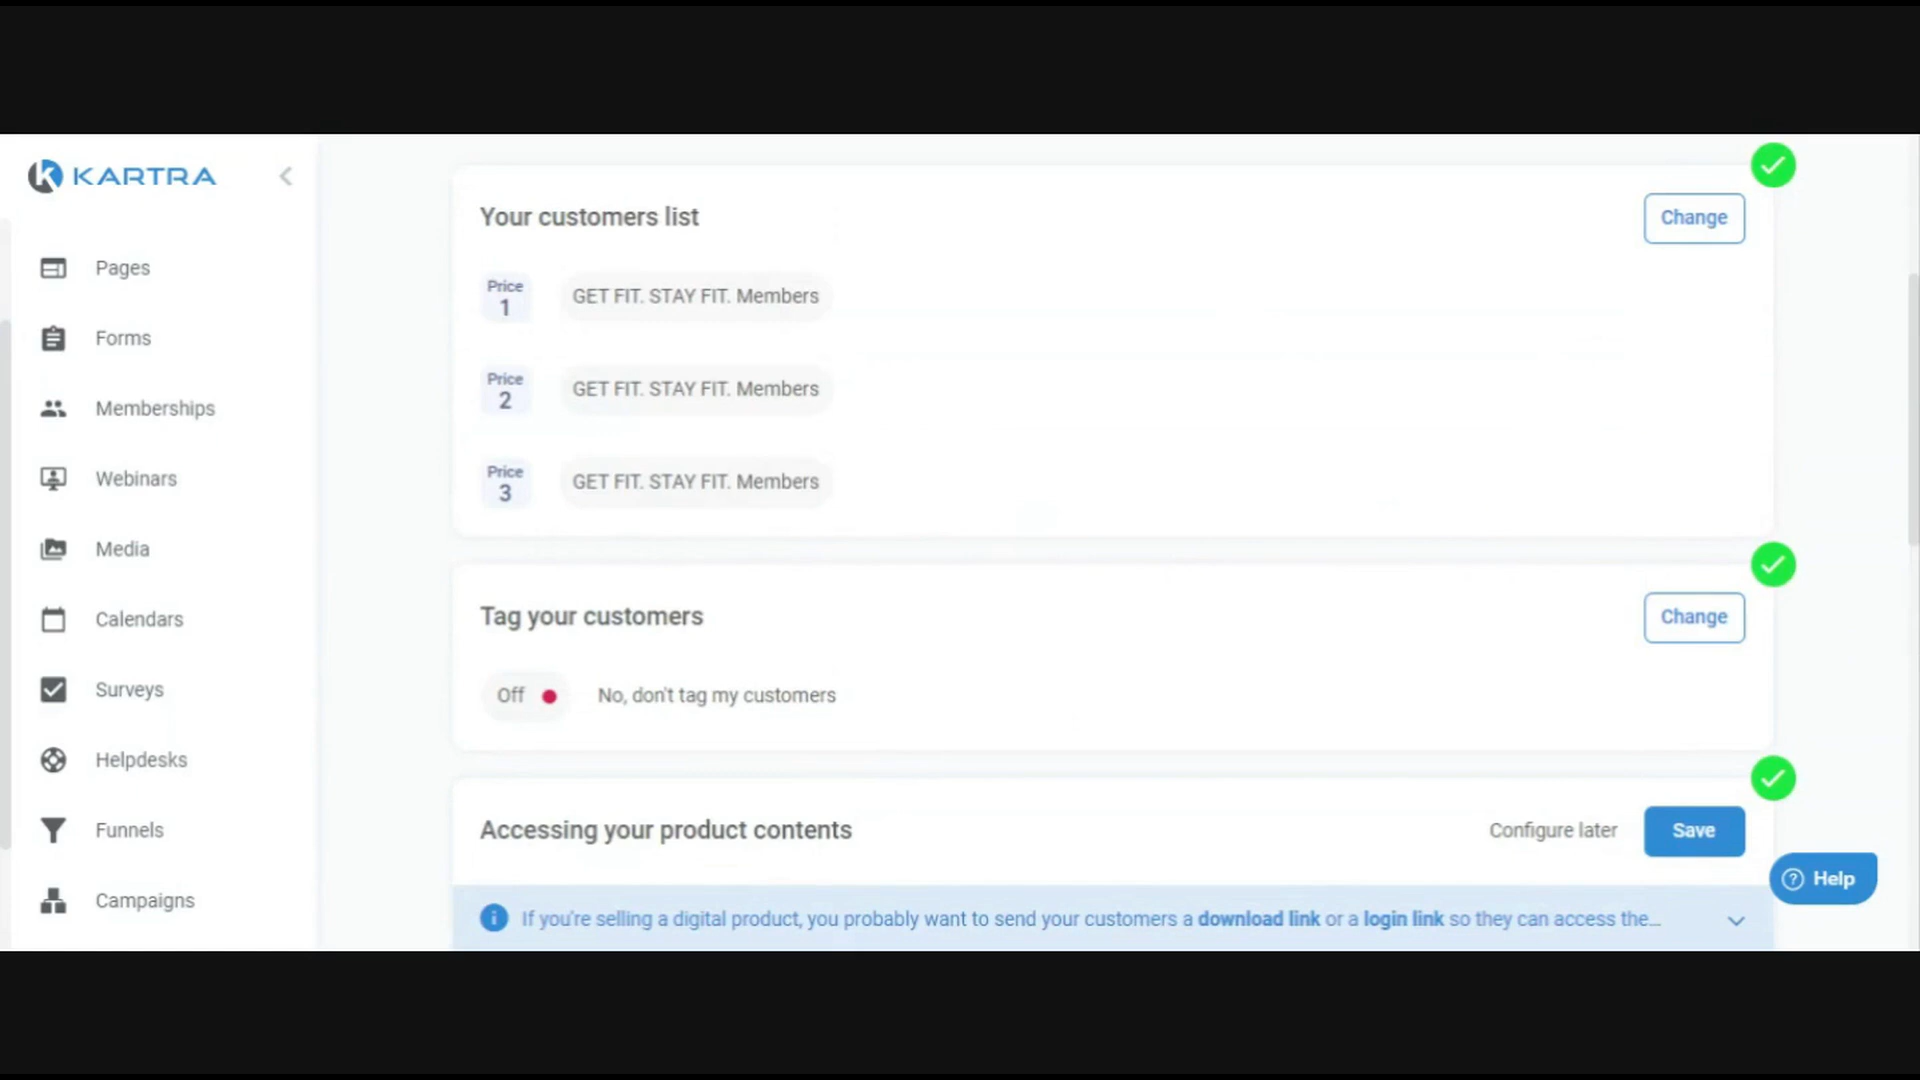 KARTRA
Pages
Forms
Memberships
Webinars
Media
Calendars
Surveys
Helpdesks
Funnels
Campaigns
Your customers list
Change
Price
1
GET FIT. STAY FIT. Members
Price
2
GET FIT. STAY FIT. Members
Price
3
GET FIT. STAY FIT. Members
Tag your customers
Change
Off
No, don't tag my customers
Accessing your product contents
Configure later
Save
If you're selling a digital product, you probably want to send your customers a download link or a login link so they can access the...
Help